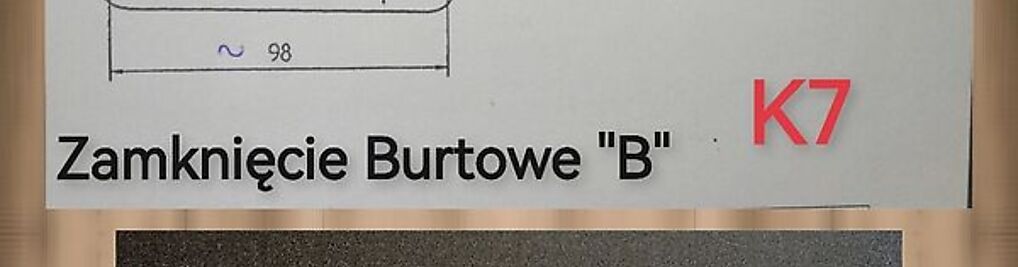 ~ 98
K7
Zamknięcie Burtowe "B"